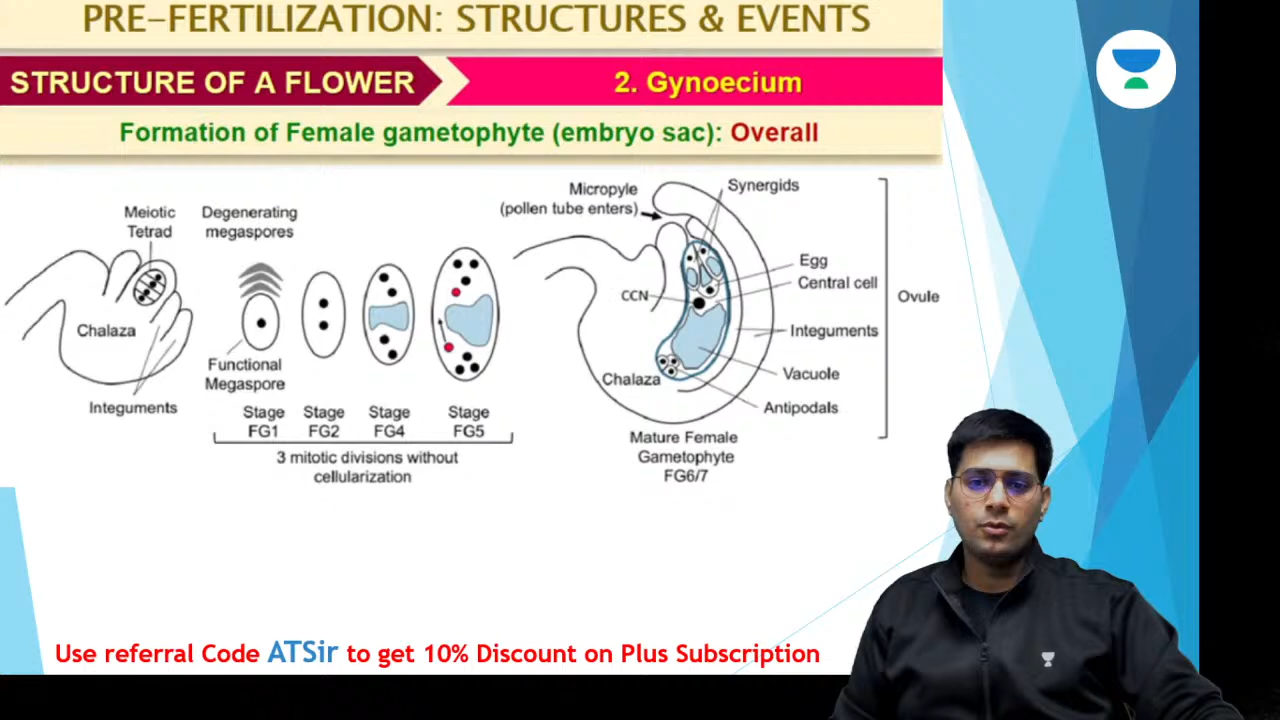 PRE-FERTILIZATION: STRUCTURES & EVENTS
STRUCTURE OF A FLOWER
2. Gynoecium
Formation of Female gametophyte (embryo sac): Overall
Meiotic
Tetrad
Degenerating
megaspores
Chalaza
Integuments
Functional
Megaspore
Stage
FG1
Stage
FG2
Stage
FG4
Stage
FG5
3 mitotic divisions without
cellularization
Micropyle
(pollen tube enters)
Synergids
Egg
Central cell
CCN
Ovule
Integuments
Vacuole
Chalaza
Antipodals
Mature Female
Gametophyte
FG6/7
Use referral Code ATSir to get 10% Discount on Plus Subscription